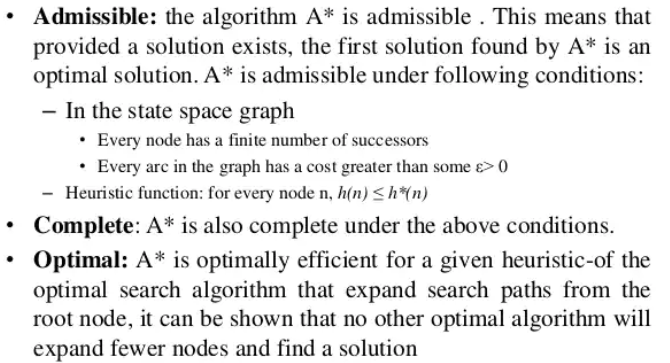 • Admissible: the algorithm A* is admissible . This means that
provided a solution exists, the first solution found by A* is an
optimal solution. A* is admissible under following conditions:
– In the state space graph
• Every node has a finite number of successors
• Every arc in the graph has a cost greater than some ε> 0
– Heuristic function: for every node n, h(n) ≤ h*(n)
• Complete: A* is also complete under the above conditions.
• Optimal: A* is optimally efficient for a given heuristic-of the
optimal search algorithm that expand search paths from the
root node, it can be shown that no other optimal algorithm will
expand fewer nodes and find a solution